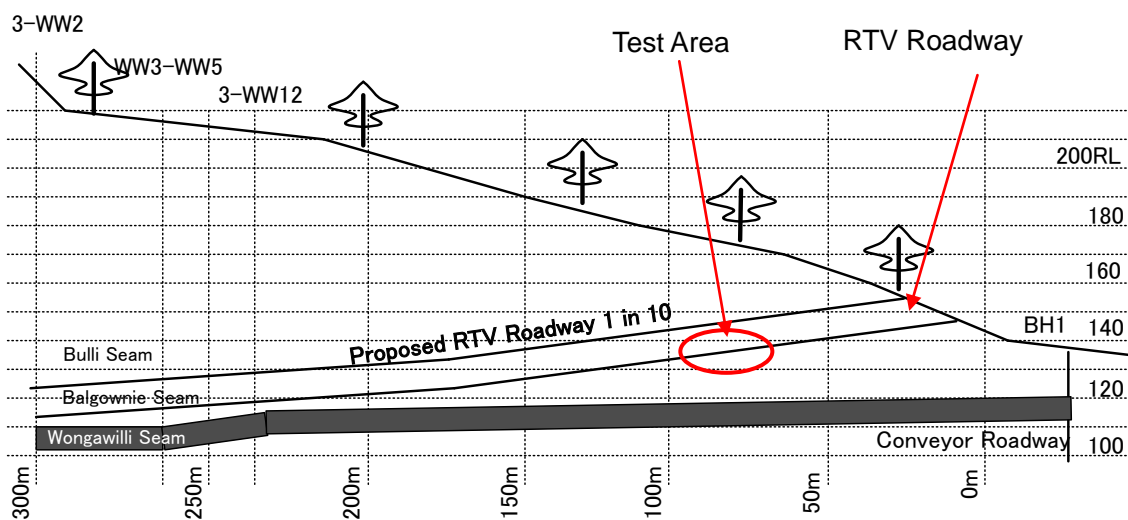 3-WW2
WW3-WW5
3-WW12
Test Area
RTV Roadway
200RL
180
160
140
120
100
BH1
Proposed RTV Roadway 1 in 10
Bulli Seam
Balgownie Seam
Wongawilli Seam
Conveyor Roadway
300m
250m
200m
150m
100m
50m
0m